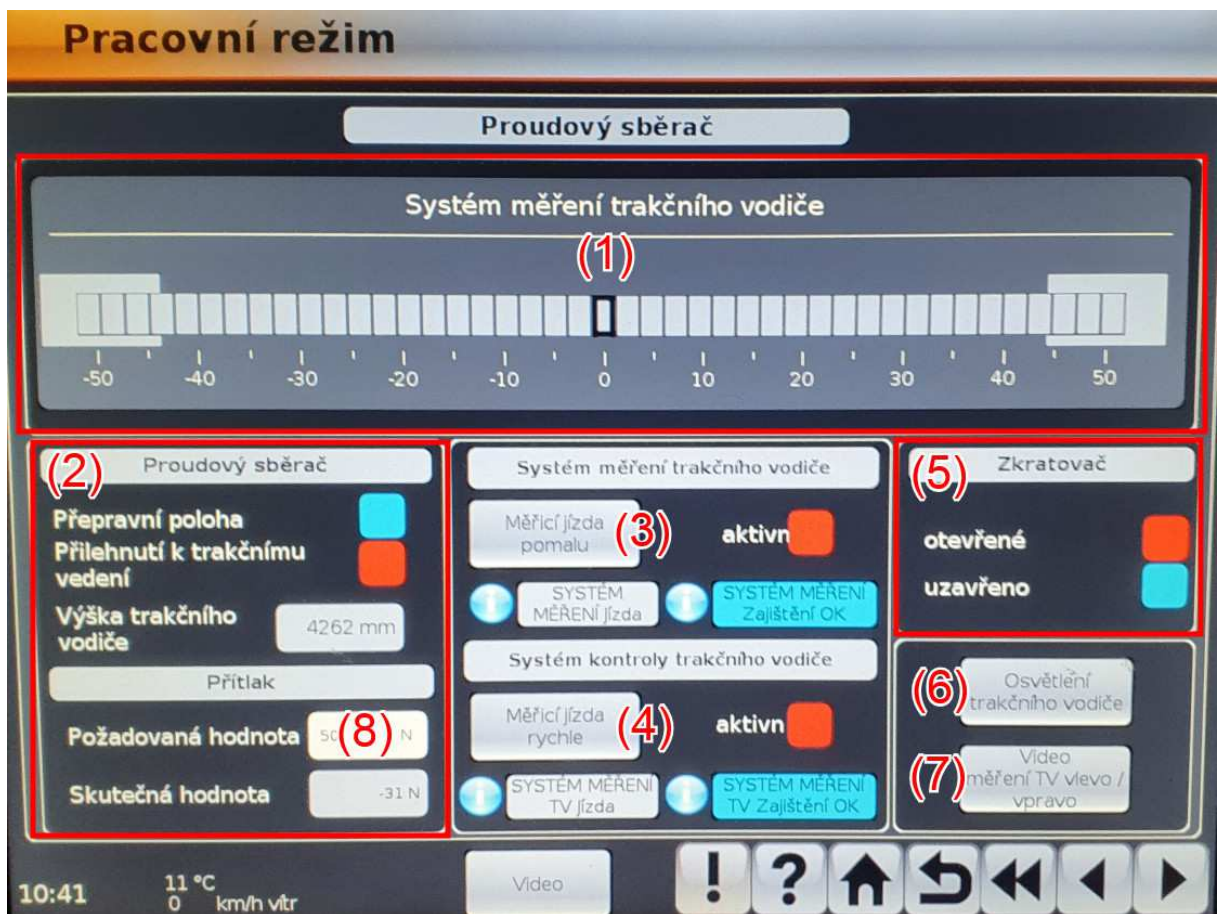 Pracovní režim
Proudový sběrač
Systém měření trakčního vodiče
(1)
-50 -40 -30 -20 -10 0 10 20 30 40 50
(2) Proudový sběrač
Přepravní poloha
Přilehnutí k trakčnímu
vedení
Výška trakčního
vodiče
4262 mm
Přítlak
Požadovaná hodnota (8) N
Skutečná hodnota -31 N
Systém měření trakčního vodiče
Měřicí jízda
pomalu
(3) aktivn
SYSTÉM
MĚŘENÍ Jízda
SYSTÉM MĚŘENÍ
Zajištění OK
Systém kontroly trakčního vodiče
Měřicí jízda
rychle
(4) aktivn
SYSTÉM MĚŘENÍ
TV Jízda
SYSTÉM MĚŘENÍ
TV Zajištění OK
(5) Zkratovač
otevřené
uzavřeno
(6) Osvětlení
trakčního vodiče
(7) Video
měření TV vlevo /
vpravo
10:41
11 °C
0 km/h vítr
Video
! ?